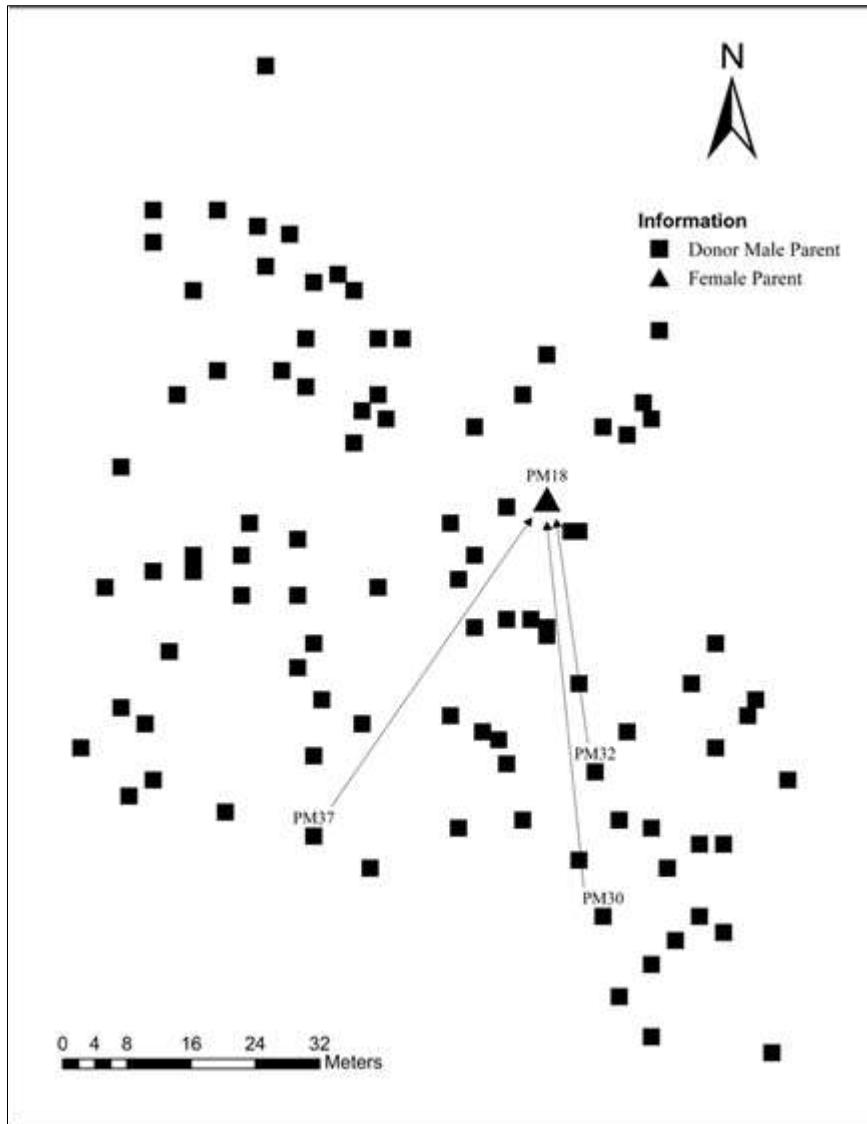 N
Information
Donor Male Parent
Female Parent
PM18
PM32
PM37
PM30
0 4 8 16 24 32
Meters